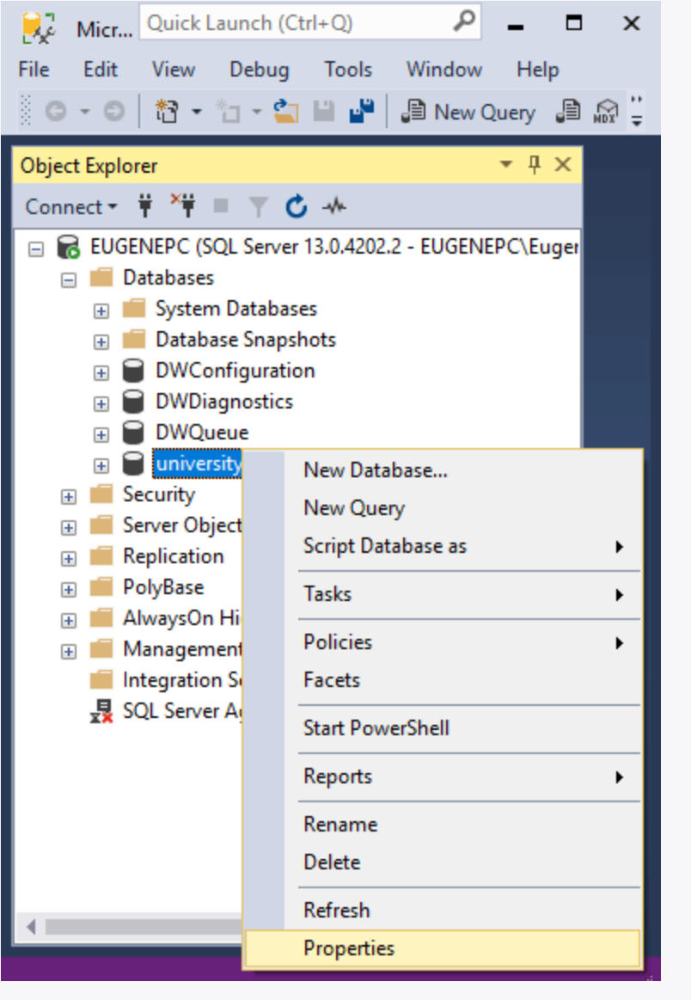 Micr... Quick Launch (Ctrl+Q)
File Edit View Debug Tools Window Help
New Query MDX
Object Explorer
Connect
EUGENEPC (SQL Server 13.0.4202.2 - EUGENEPC\Euger
Databases
System Databases
Database Snapshots
DWConfiguration
DWDiagnostics
DWQueue
university
Security
Server Object
Replication
PolyBase
AlwaysOn Hi
Management
Integration Se
SQL Server Ag
New Database...
New Query
Script Database as
Tasks
Policies
Facets
Start PowerShell
Reports
Rename
Delete
Refresh
Properties